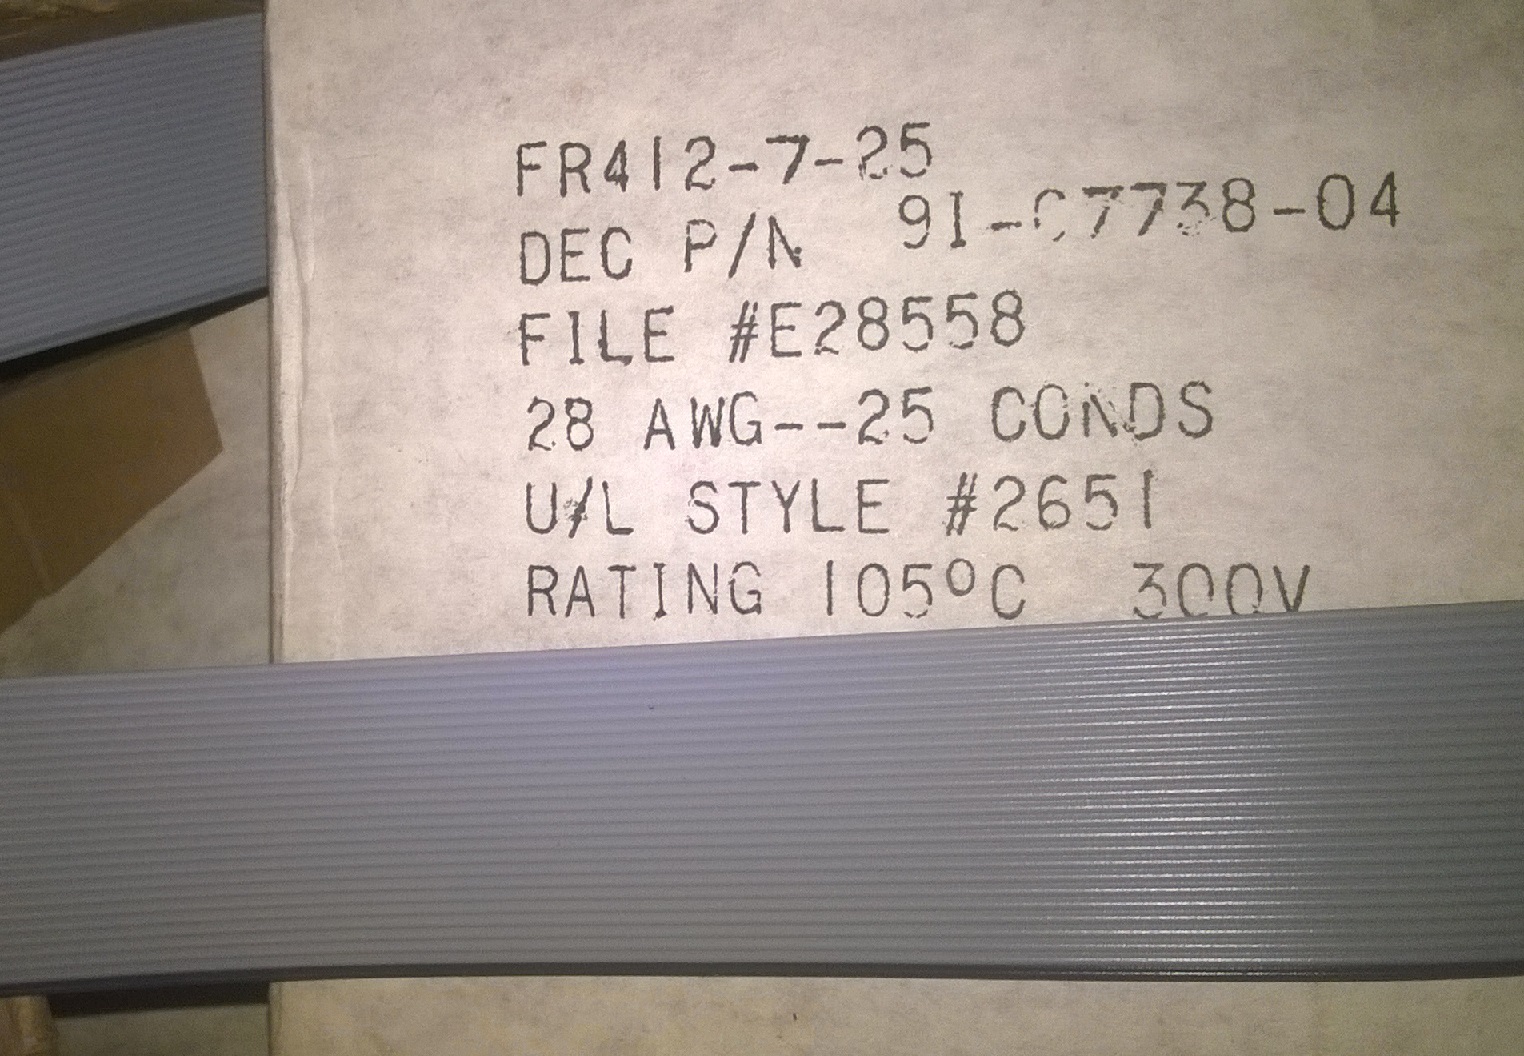 FR412-7-25
DEC P/N 91-07738-04
FILE #E28558
28 AWG--25 CONDS
U/L STYLE #2651
RATING 105°C 300V